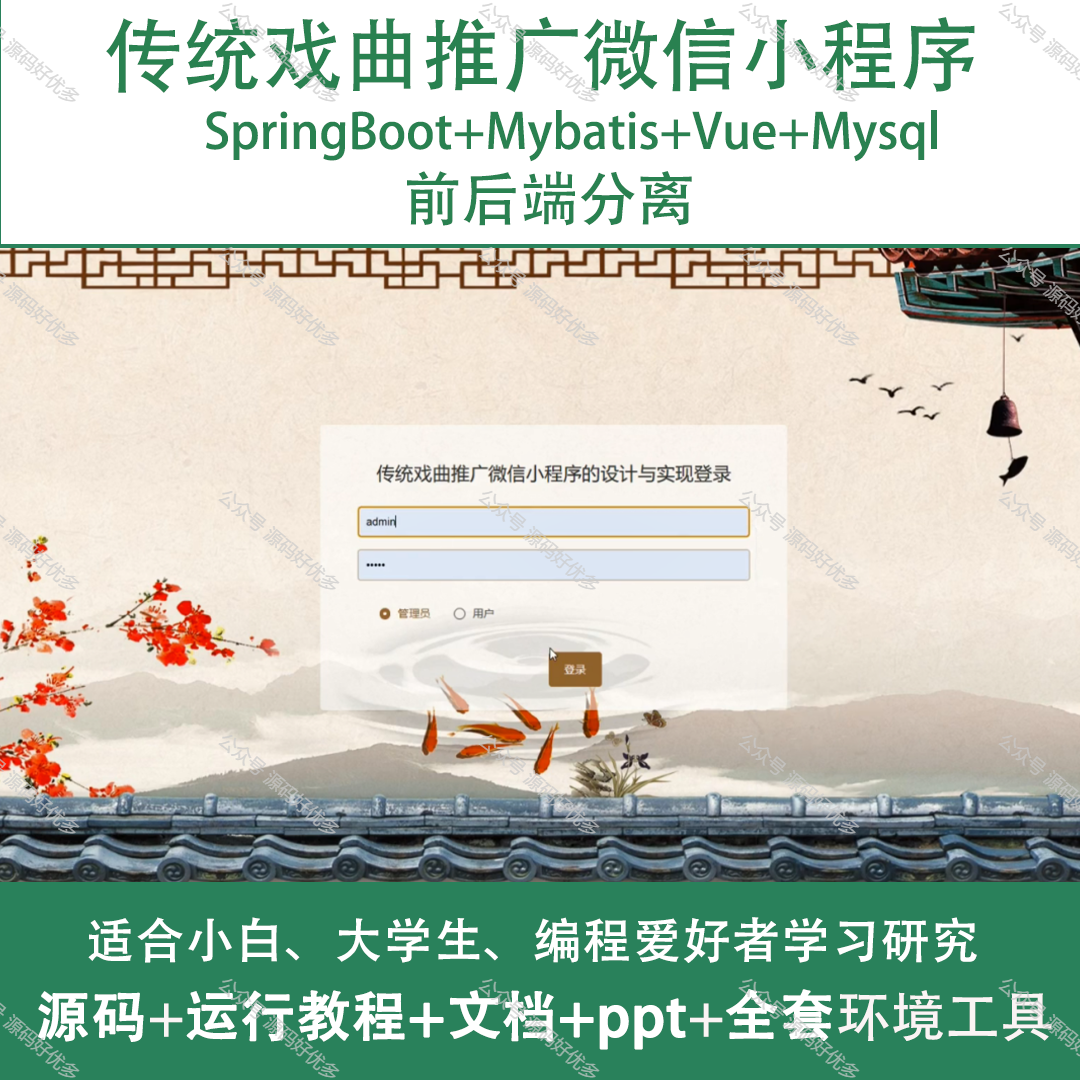 传统戏曲推广微信小程序
SpringBoot+Mybatis+Vue+Mysql
前后端分离
传统戏曲推广微信小程序的设计与实现登录
admin
•••••
管理员 用户
登录
适合小白、大学生、编程爱好者学习研究
源码+运行教程+文档+ppt+全套环境工具
公众号 源码好优多